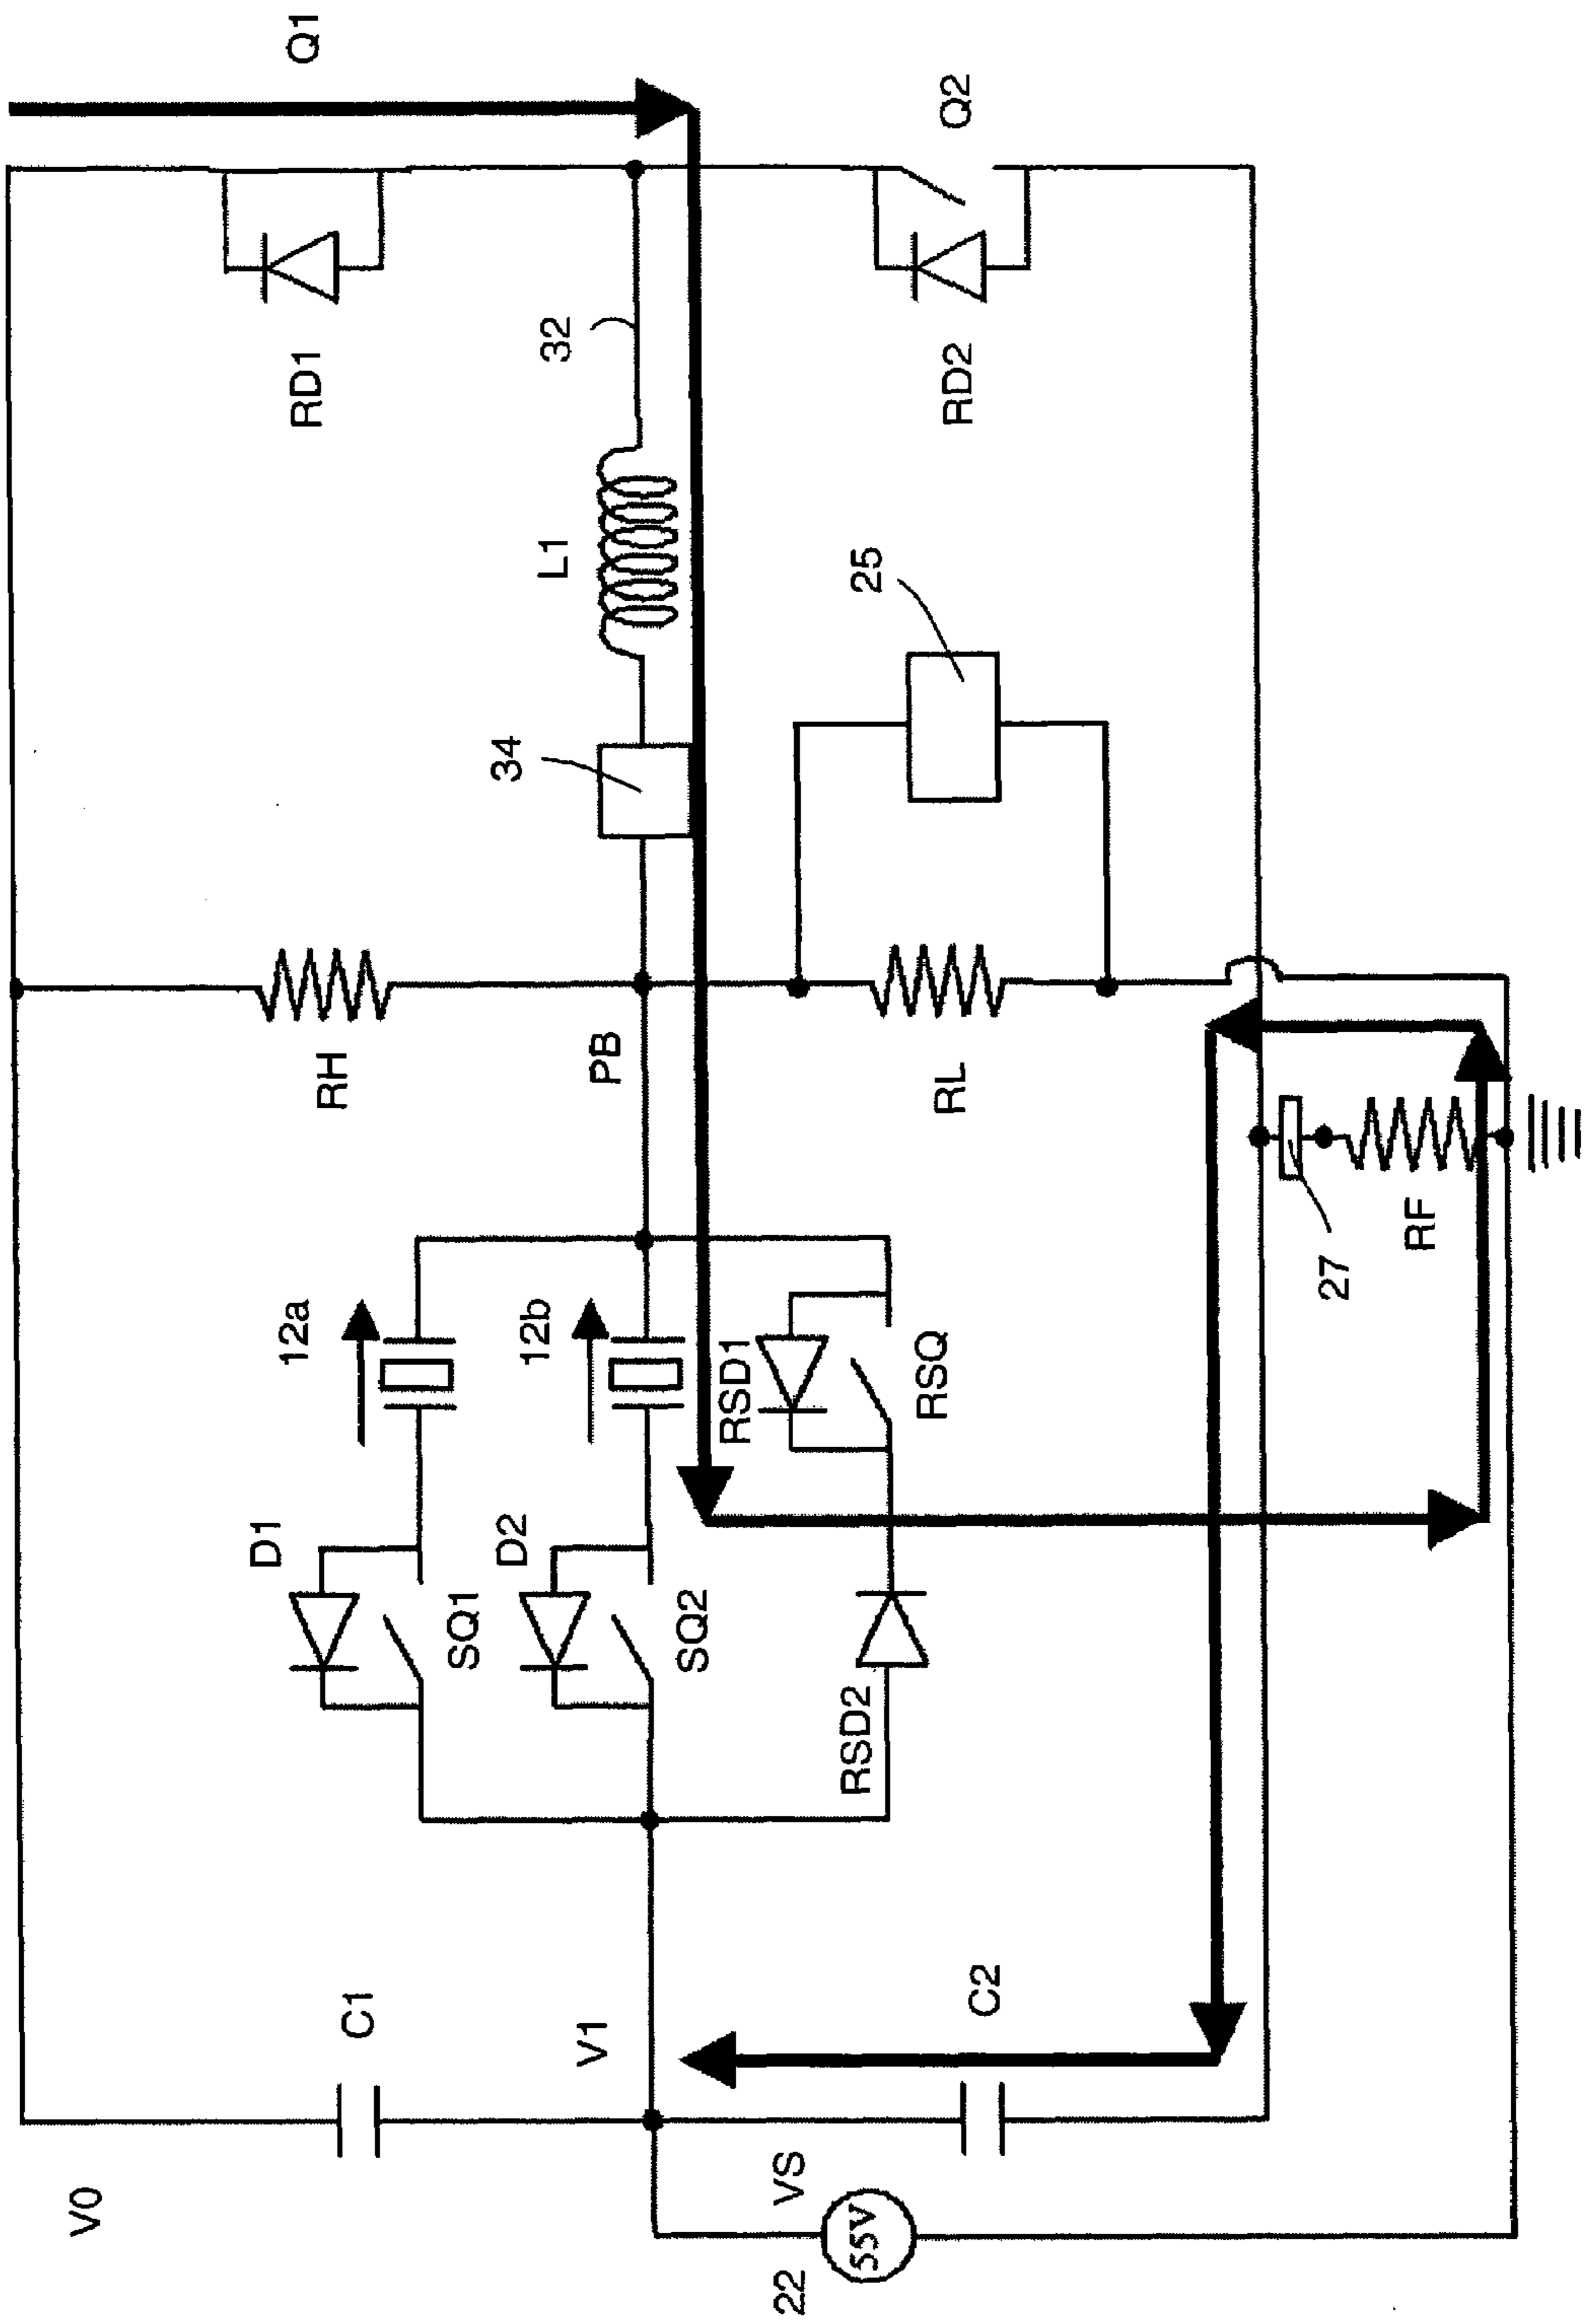 V0
C1
V1
C2
VS
22
55V
D1
SQ1
D2
SQ2
RSD2
12a
12b
RSD1
RSQ
RH
PB
RL
27
RF
34
L1
25
32
RD1
Q1
RD2
Q2